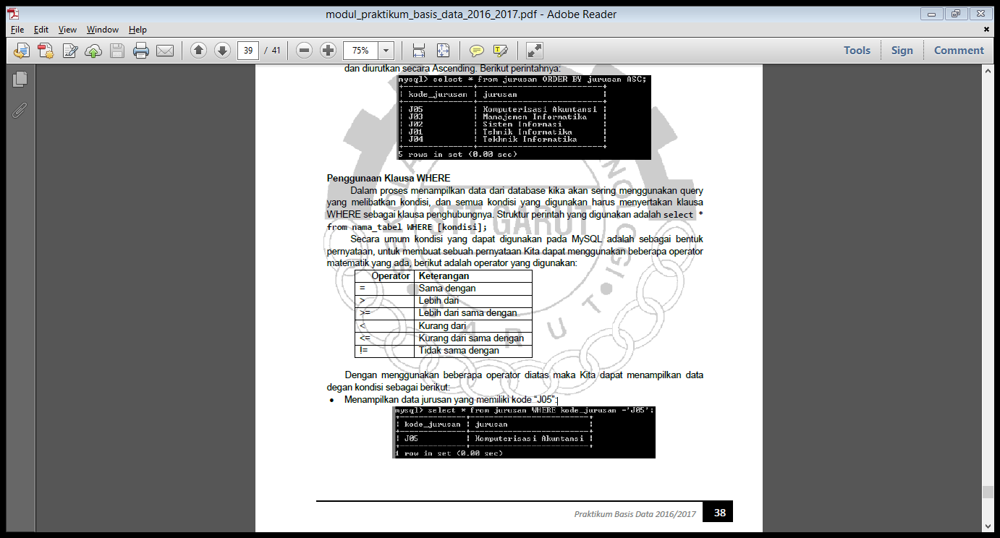 modul_praktikum_basis_data_2016_2017.pdf - Adobe Reader
File Edit View Window Help
39 / 41 75% Tools Sign Comment
dan diurutkan secara Ascending. Berikut perintahnya:
mysql> select * from jurusan ORDER BY jurusan ASC;
| kode_jurusan | jurusan |
| J05 | Komputerisasi Akuntansi |
| J03 | Manajemen Informatika |
| J02 | Sistem Informasi |
| J01 | Tehnik Informatika |
| J04 | Tekhnik Informatika |
5 rows in set (0.00 sec)
Penggunaan Klausa WHERE
Dalam proses menampilkan data dari database kika akan sering menggunakan query
yang melibatkan kondisi, dan semua kondisi yang digunakan harus menyertakan klausa
WHERE sebagai klausa penghubungnya. Struktur perintah yang digunakan adalah select *
from nama_tabel WHERE [kondisi];
Secara umum kondisi yang dapat digunakan pada MySQL adalah sebagai bentuk
pernyataan, untuk membuat sebuah pernyataan Kita dapat menggunakan beberapa operator
matematik yang ada, berikut adalah operator yang digunakan:
Operator Keterangan
= Sama dengan
> Lebih dari
>= Lebih dari sama dengan
< Kurang dari
<= Kurang dari sama dengan
!= Tidak sama dengan
Dengan menggunakan beberapa operator diatas maka Kita dapat menampilkan data
degan kondisi sebagai berikut:
• Menampilkan data jurusan yang memiliki kode “J05”:
mysql> select * from jurusan WHERE kode_jurusan ='J05';
| kode_jurusan | jurusan |
| J05 | Komputerisasi Akuntansi |
1 row in set (0.00 sec)
Praktikum Basis Data 2016/2017 38
STT GARUT